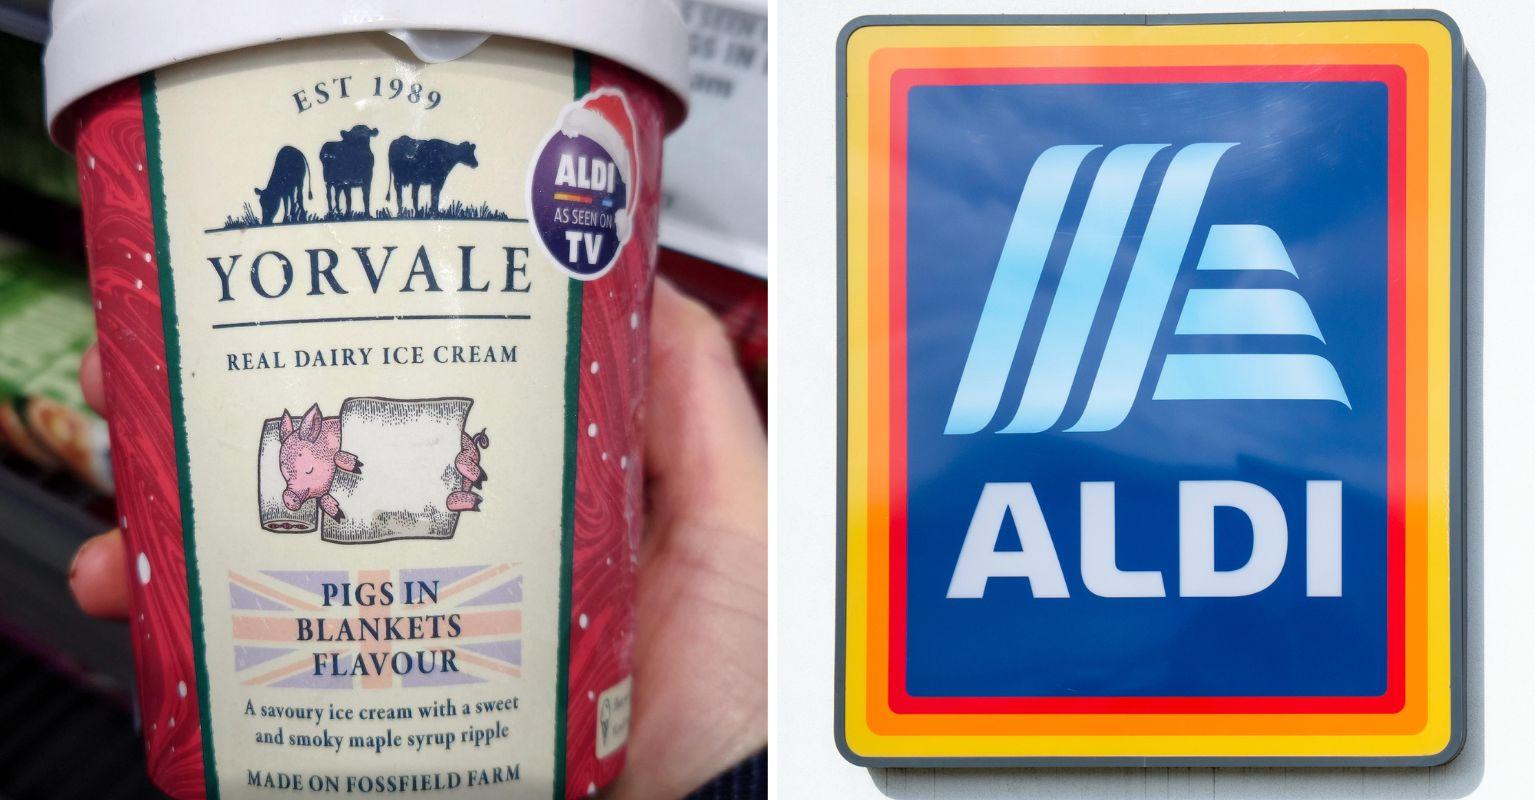 EST 1989
YORVALE
REAL DAIRY ICE CREAM
PIGS IN
BLANKETS
FLAVOUR
A savoury ice cream with a sweet
and smoky maple syrup ripple
MADE ON FOSSFIELD FARM
ALDI
AS SEEN ON
TV
ALDI